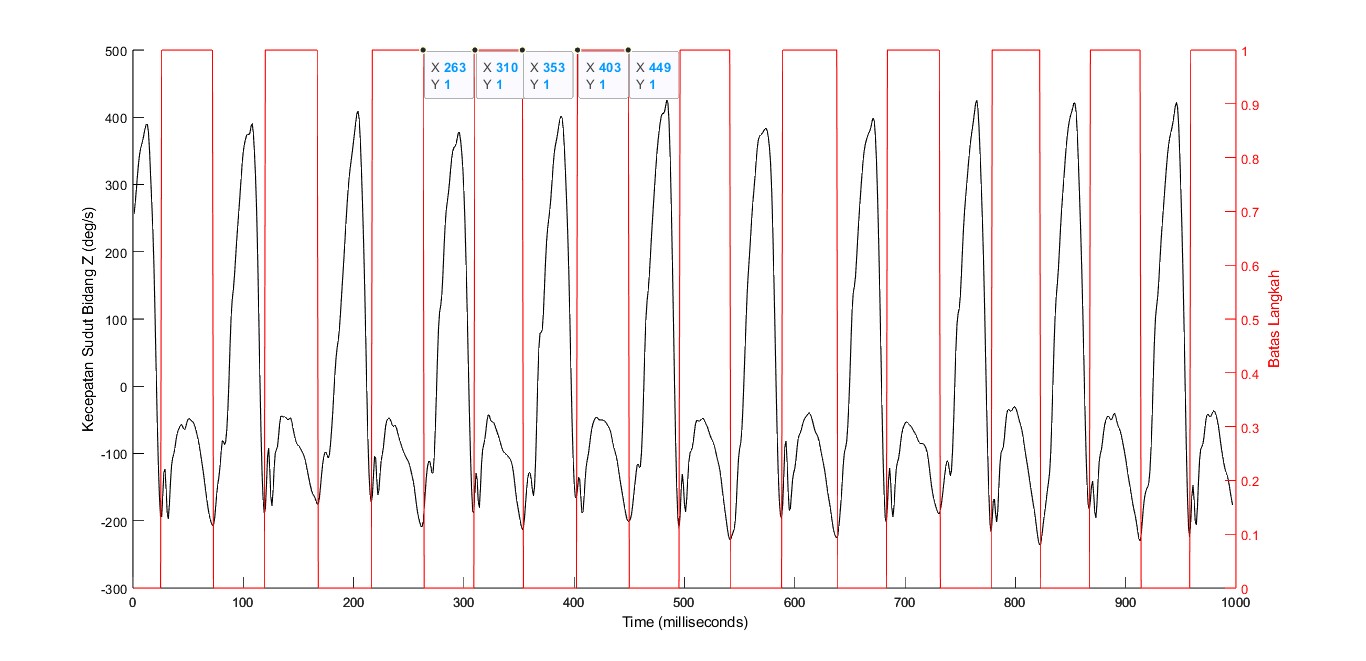 500
400
300
200
100
0
-100
-200
-300
Kecepatan Sudut Bidang Z (deg/s)
X 263
Y 1
X 310
Y 1
X 353
Y 1
X 403
Y 1
X 449
Y 1
1
0.9
0.8
0.7
0.6
0.5
0.4
0.3
0.2
0.1
0
Batas Langkah
0 100 200 300 400 500 600 700 800 900 1000
Time (milliseconds)